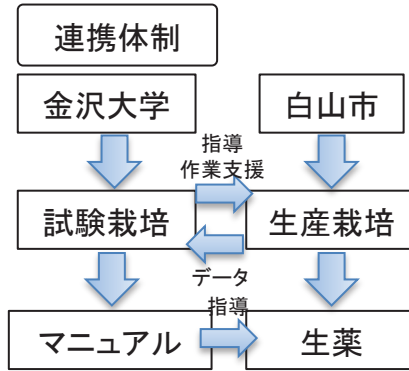 連携体制
金沢大学
白山市
指導
作業支援
試験栽培
生産栽培
データ
指導
マニュアル
生薬